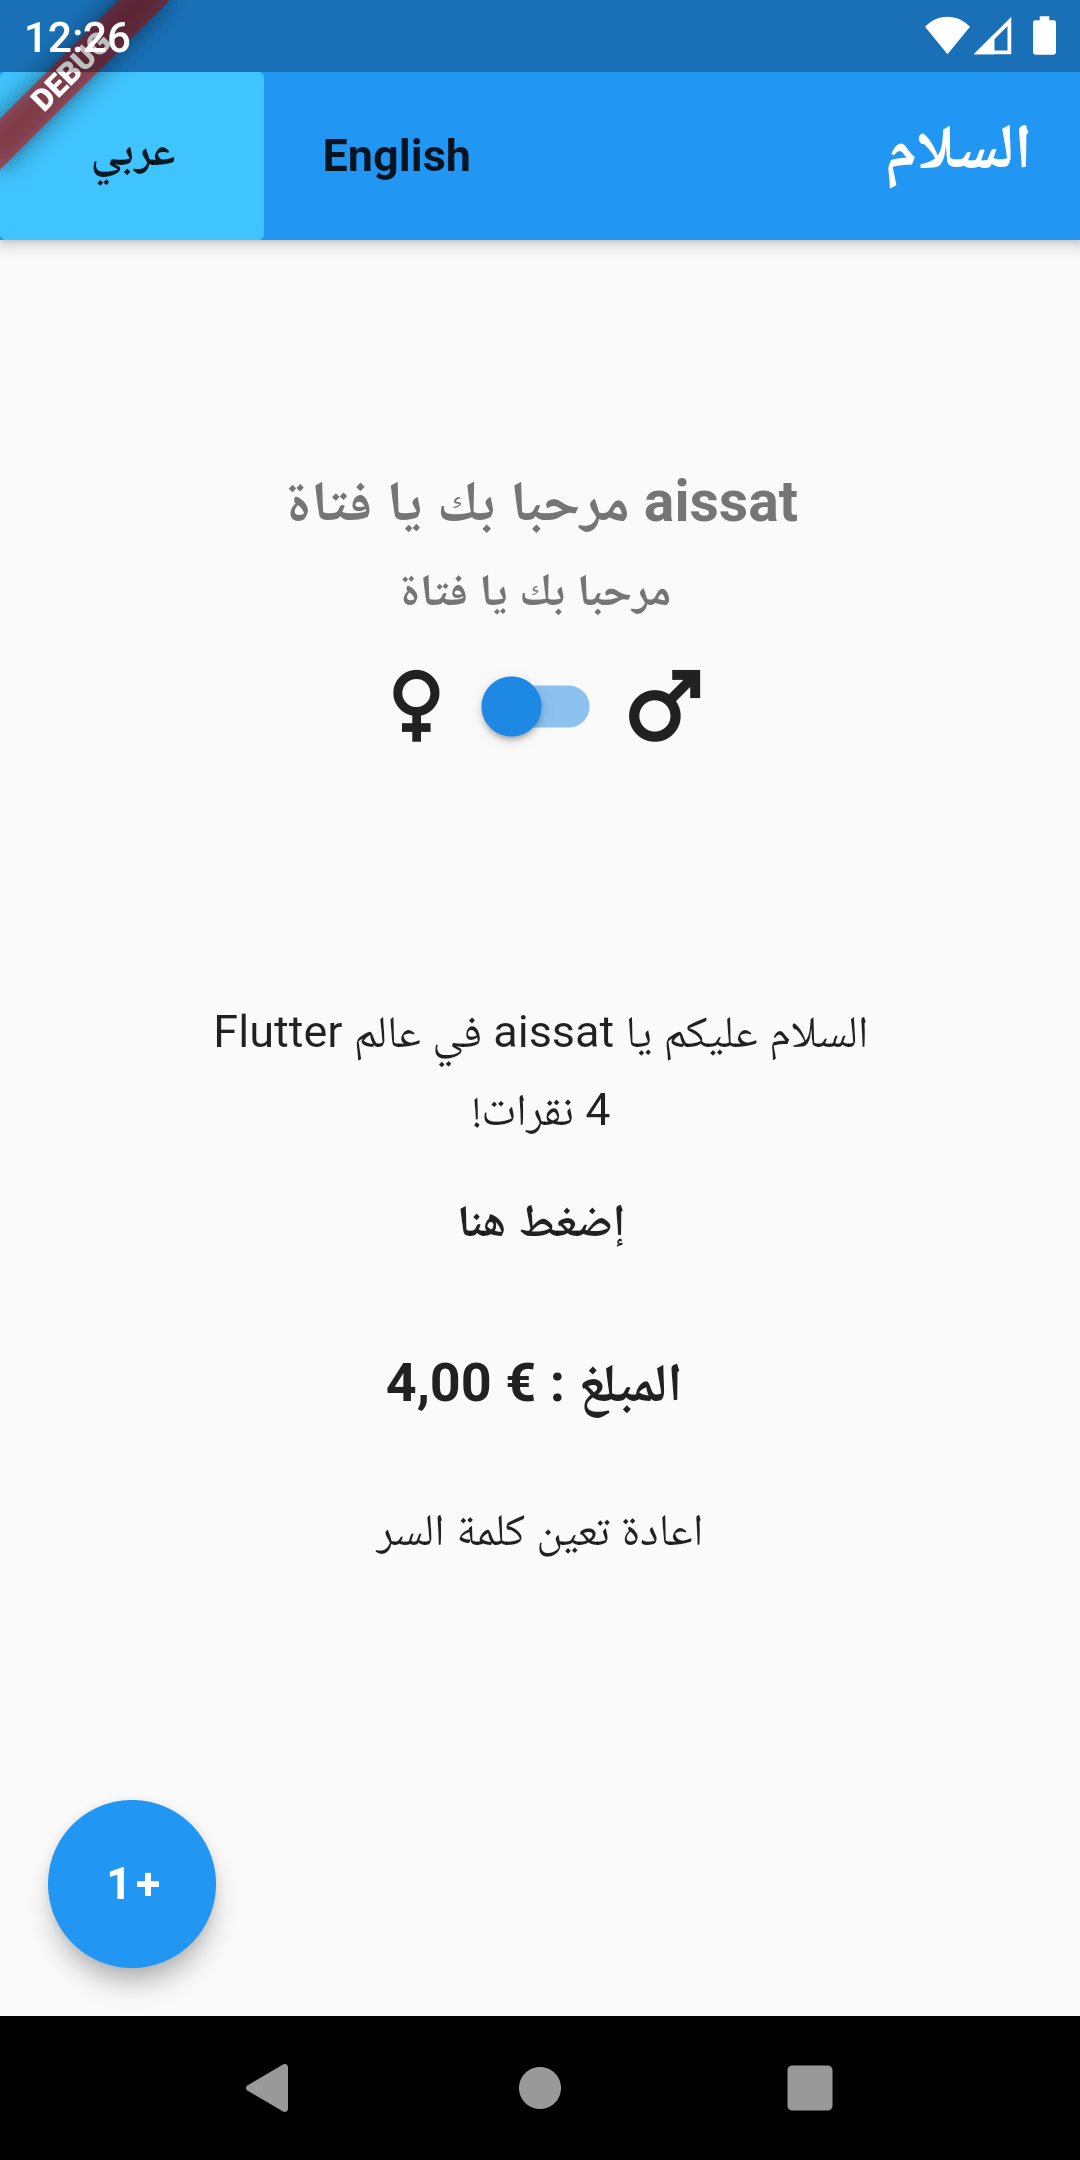 12:26
DEBUG
السلام
English
عربي
aissat مرحبا بك يا فتاة
مرحبا بك يا فتاة
السلام عليكم يا aissat في عالم Flutter
4 نقرات!
إضغط هنا
المبلغ : € 4,00
اعادة تعين كلمة السر
1+